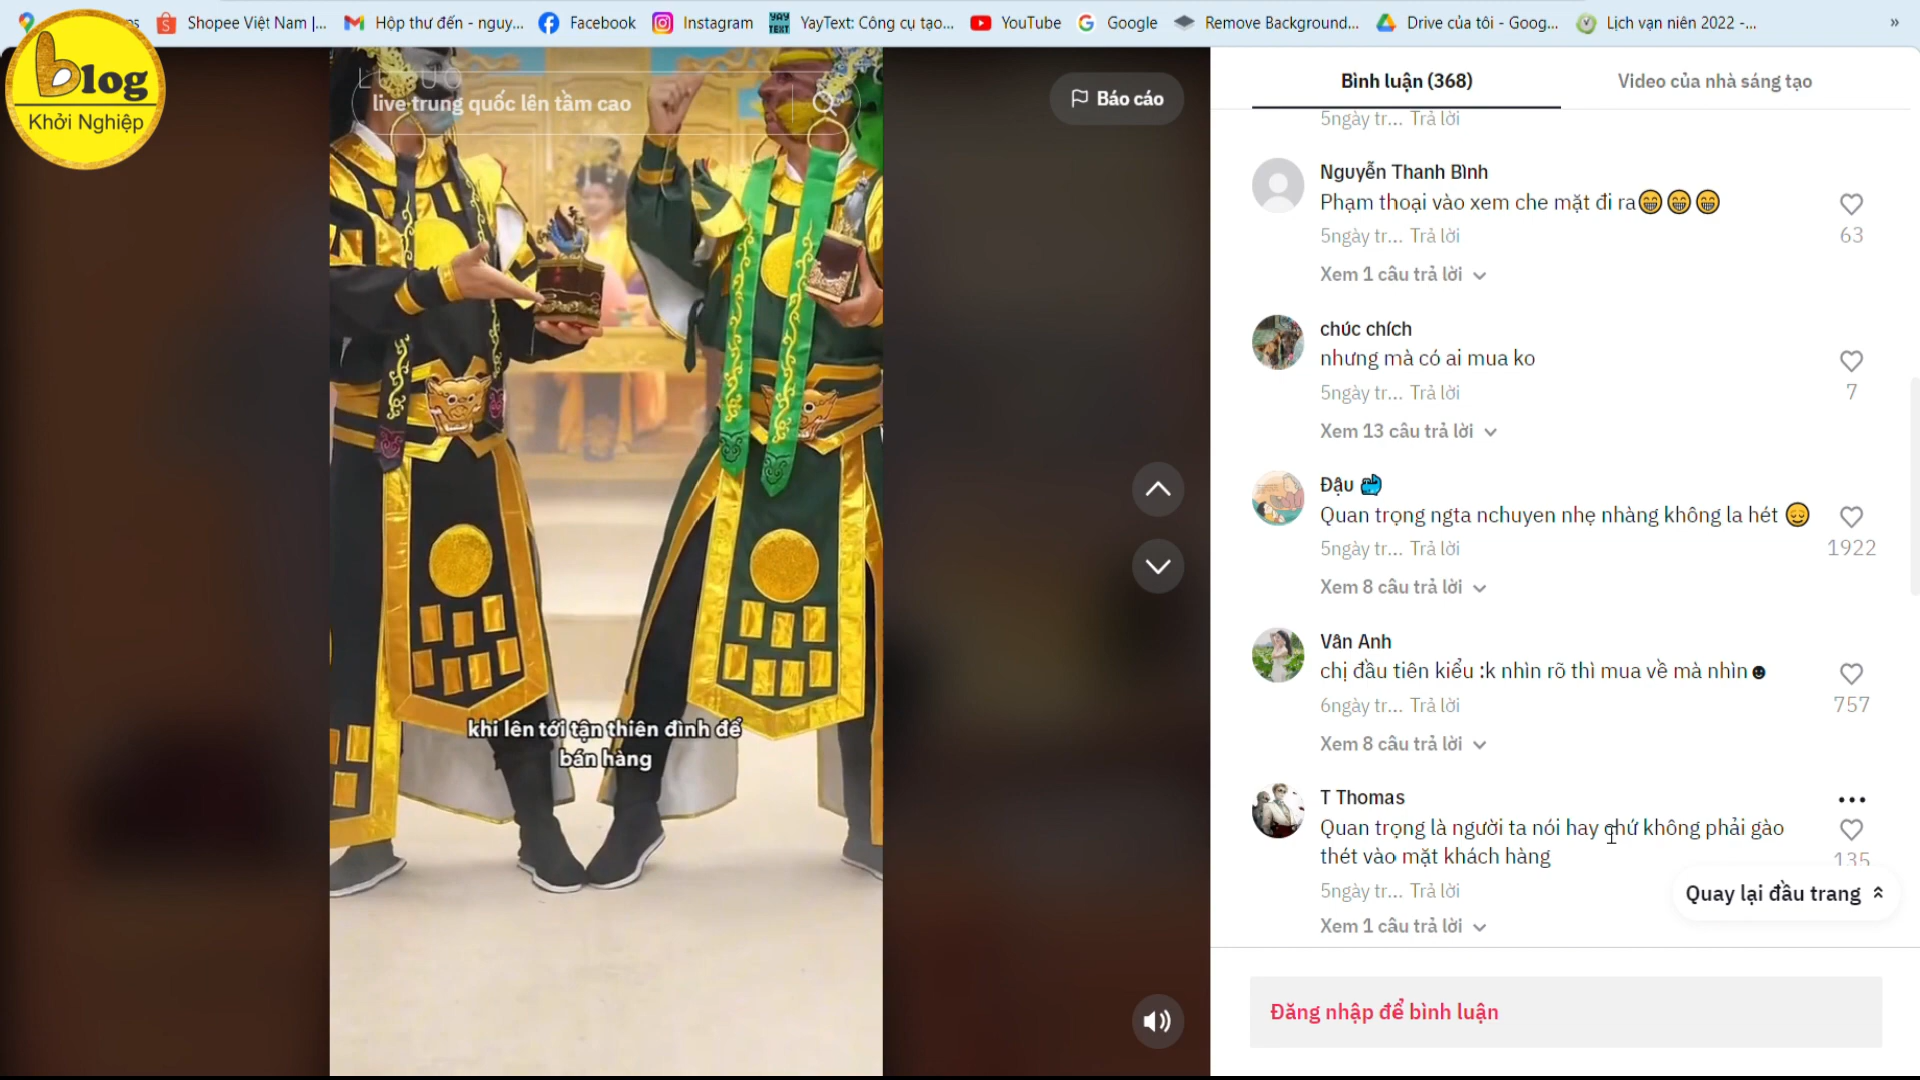 Shopee Việt Nam |...
Hộp thư đến - nguy...
Facebook
Instagram
YAY TEXT
YayText: Công cụ tạo...
YouTube
Google
Remove Background...
Drive của tôi - Goog...
Lịch vạn niên 2022 -...
»
blog
Khởi Nghiệp
live trung quốc lên tầm cao
Báo cáo
khi lên tới tận thiên đình để
bán hàng
Bình luận (368)
Video của nhà sáng tạo
5ngày tr... Trả lời
Nguyễn Thanh Bình
Phạm thoại vào xem che mặt đi ra😁😁😁
63
5ngày tr... Trả lời
Xem 1 câu trả lời
chúc chích
nhưng mà có ai mua ko
7
5ngày tr... Trả lời
Xem 13 câu trả lời
Đậu
Quan trọng ngta nchuyen nhẹ nhàng không la hét 😌
1922
5ngày tr... Trả lời
Xem 8 câu trả lời
Vân Anh
chị đầu tiên kiểu :k nhìn rõ thì mua về mà nhìn☻
757
6ngày tr... Trả lời
Xem 8 câu trả lời
T Thomas
Quan trọng là người ta nói hay chứ không phải gào
thét vào mặt khách hàng
135
5ngày tr... Trả lời
Xem 1 câu trả lời
Quay lại đầu trang
Đăng nhập để bình luận